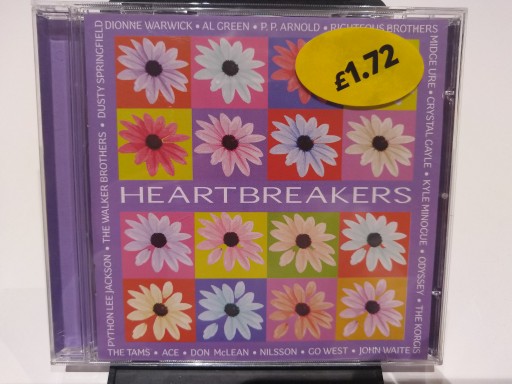 DIONNE WARWICK • AL GREEN • P. P. ARNOLD • RIGHTEOUS BROTHERS
MIDGE URE • CRYSTAL GAYLE • KYLE MINOGUE • ODYSSEY • THE KORGIS
£1.72
HEARTBREAKERS
PYTHON LEE JACKSON • THE WALKER BROTHERS • DUSTY SPRINGFIELD
THE TAMS • ACE • DON McLEAN • NILSSON • GO WEST • JOHN WAITE